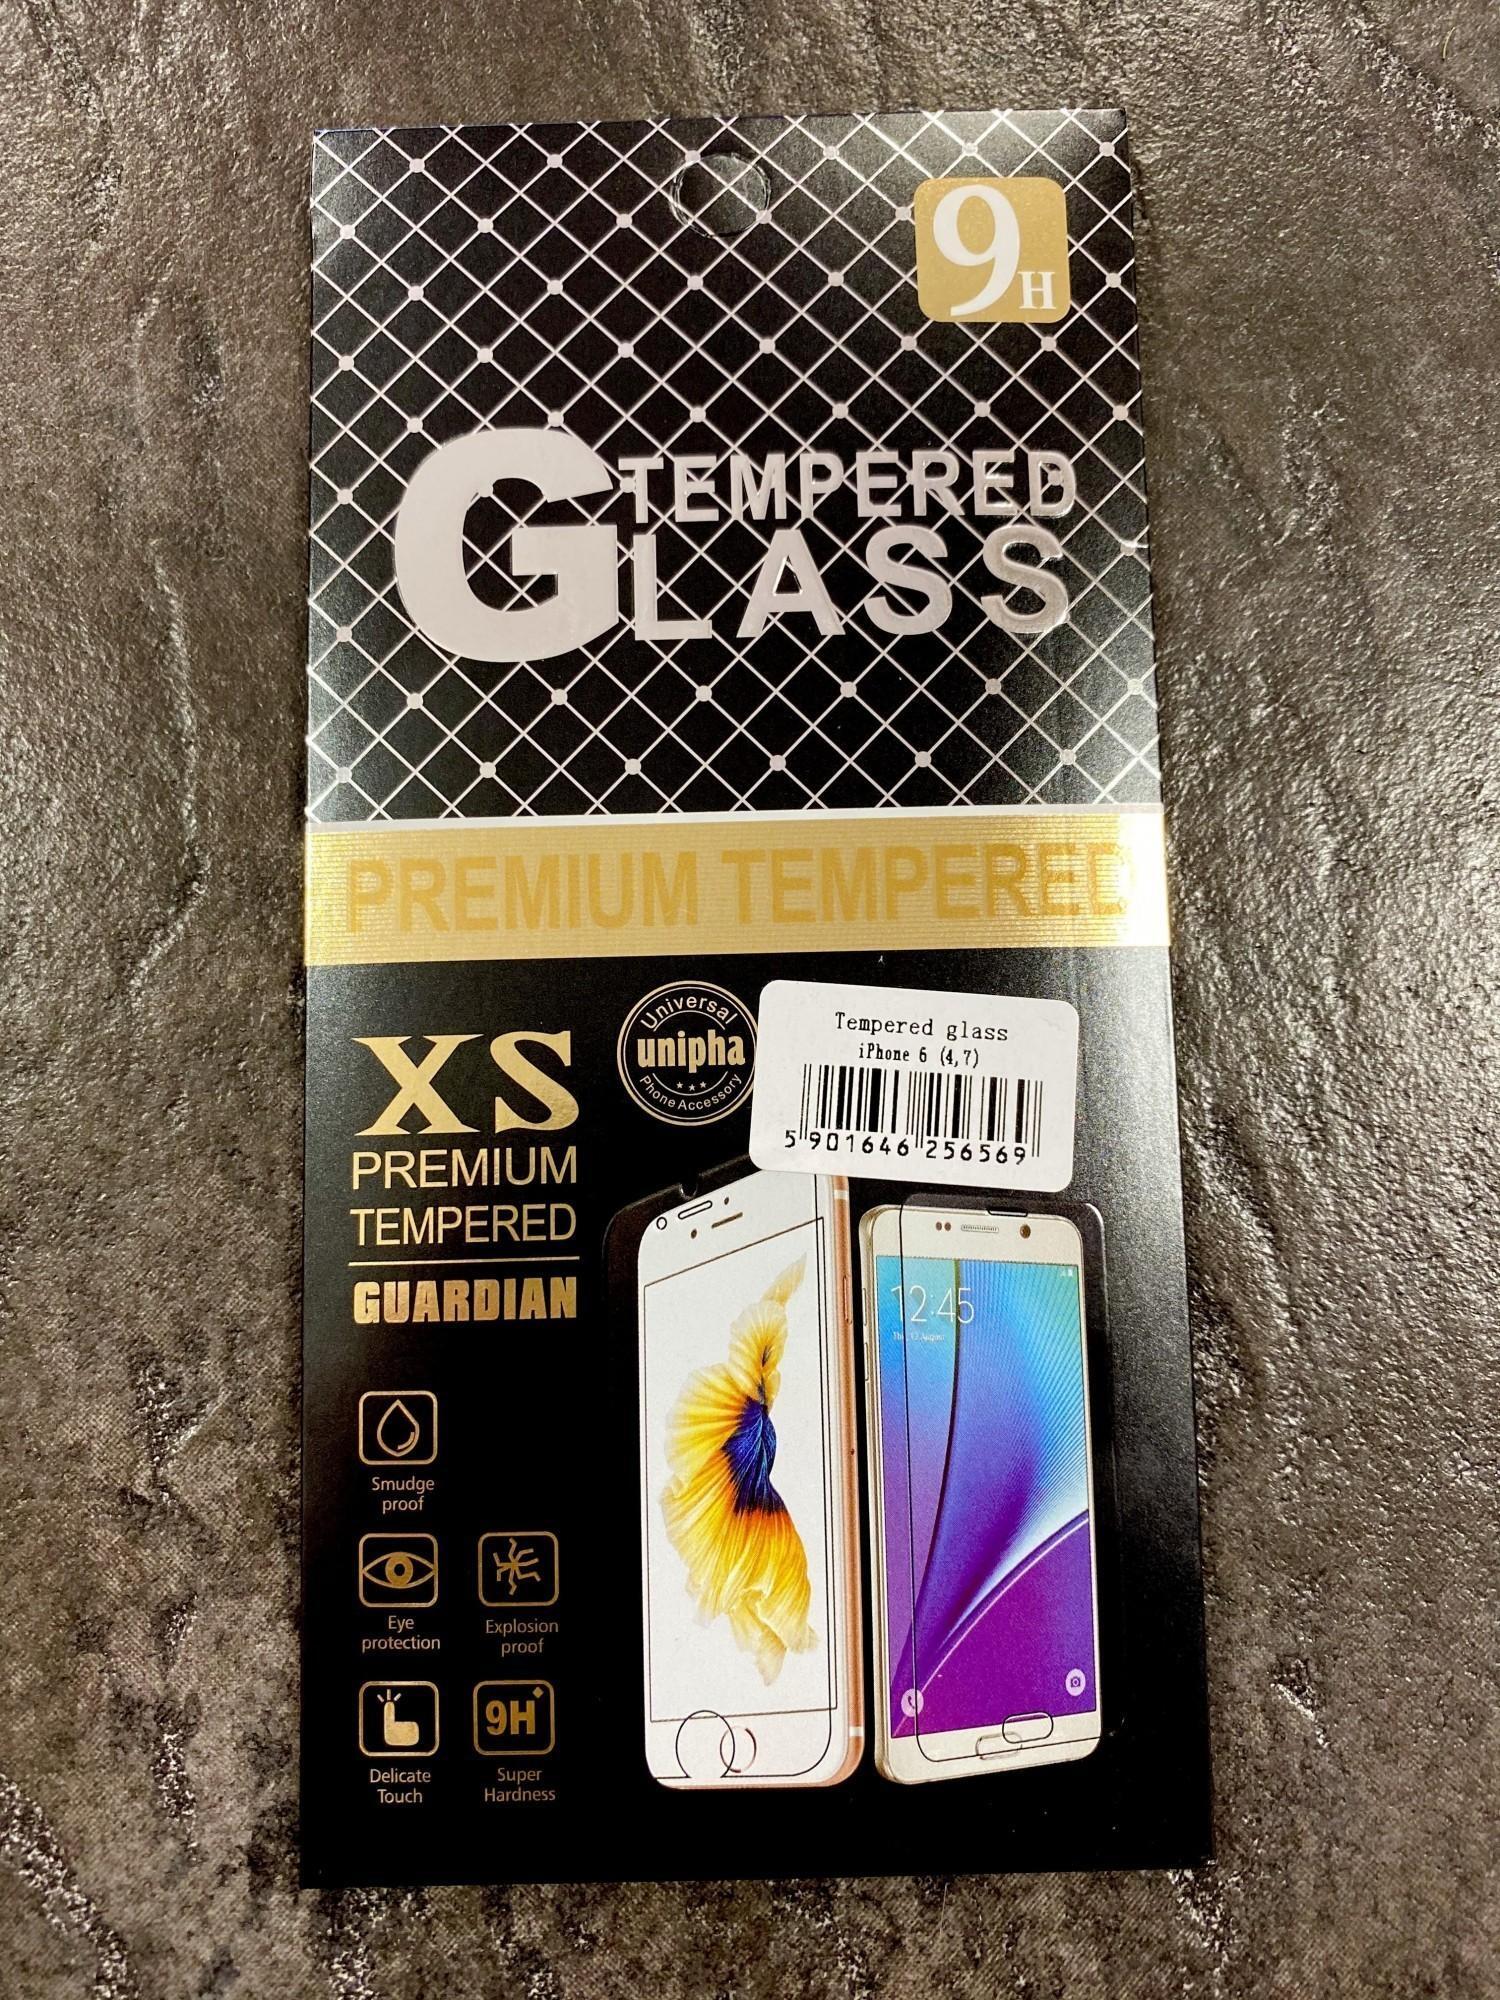 9H
G TEMPERED
LASS
PREMIUM TEMPERED
XS
PREMIUM
TEMPERED
GUARDIAN
Universal
unipha
Phone Accessory
Tempered glass
iPhone 6 (4,7)
5 901646 256569
12:45
Smudge
proof
Eye
protection
Explosion
proof
9H
Delicate
Touch
Super
Hardness